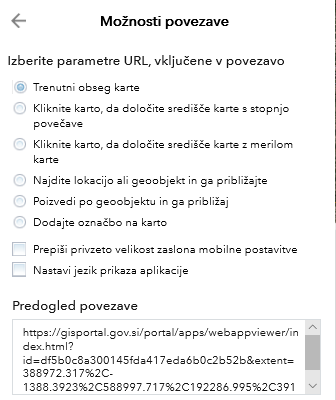 Možnosti povezave
Izberite parametre URL, vključene v povezavo
Trenutni obseg karte
Kliknite karto, da določite središče karte s stopnjo
povečave
Kliknite karto, da določite središče karte z merilom
karte
Najdite lokacijo ali geoobjekt in ga približajte
Poizvedi po geoobjektu in ga približaj
Dodajte označbo na karto
Prepiši privzeto velikost zaslona mobilne postavitve
Nastavi jezik prikaza aplikacije
Predogled povezave
https://gisportal.gov.si/portal/apps/webappviewer/in
dex.html?
id=df5b0c8a300145fda417eda6b0c2b52b&extent=
388972.317%2C-
1388.3923%2C588997.717%2C192286.995%2C391